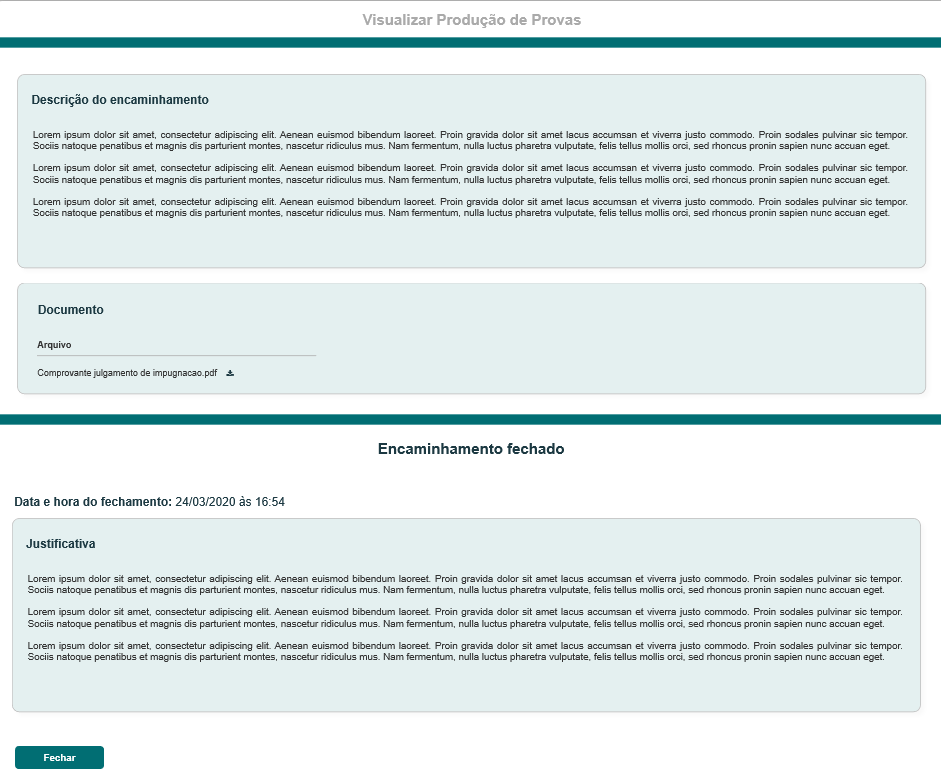 Visualizar Produção de Provas
Descrição do encaminhamento
Lorem ipsum dolor sit amet, consectetur adipiscing elit. Aenean euismod bibendum laoreet. Proin gravida dolor sit amet lacus accumsan et viverra justo commodo. Proin sodales pulvinar sic tempor.
Sociis natoque penatibus et magnis dis parturient montes, nascetur ridiculus mus. Nam fermentum, nulla luctus pharetra vulputate, felis tellus mollis orci, sed rhoncus pronin sapien nunc accuan eget.
Lorem ipsum dolor sit amet, consectetur adipiscing elit. Aenean euismod bibendum laoreet. Proin gravida dolor sit amet lacus accumsan et viverra justo commodo. Proin sodales pulvinar sic tempor.
Sociis natoque penatibus et magnis dis parturient montes, nascetur ridiculus mus. Nam fermentum, nulla luctus pharetra vulputate, felis tellus mollis orci, sed rhoncus pronin sapien nunc accuan eget.
Lorem ipsum dolor sit amet, consectetur adipiscing elit. Aenean euismod bibendum laoreet. Proin gravida dolor sit amet lacus accumsan et viverra justo commodo. Proin sodales pulvinar sic tempor.
Sociis natoque penatibus et magnis dis parturient montes, nascetur ridiculus mus. Nam fermentum, nulla luctus pharetra vulputate, felis tellus mollis orci, sed rhoncus pronin sapien nunc accuan eget.
Documento
Arquivo
Comprovante julgamento de impugnacao.pdf
Encaminhamento fechado
Data e hora do fechamento: 24/03/2020 às 16:54
Justificativa
Lorem ipsum dolor sit amet, consectetur adipiscing elit. Aenean euismod bibendum laoreet. Proin gravida dolor sit amet lacus accumsan et viverra justo commodo. Proin sodales pulvinar sic tempor.
Sociis natoque penatibus et magnis dis parturient montes, nascetur ridiculus mus. Nam fermentum, nulla luctus pharetra vulputate, felis tellus mollis orci, sed rhoncus pronin sapien nunc accuan eget.
Lorem ipsum dolor sit amet, consectetur adipiscing elit. Aenean euismod bibendum laoreet. Proin gravida dolor sit amet lacus accumsan et viverra justo commodo. Proin sodales pulvinar sic tempor.
Sociis natoque penatibus et magnis dis parturient montes, nascetur ridiculus mus. Nam fermentum, nulla luctus pharetra vulputate, felis tellus mollis orci, sed rhoncus pronin sapien nunc accuan eget.
Lorem ipsum dolor sit amet, consectetur adipiscing elit. Aenean euismod bibendum laoreet. Proin gravida dolor sit amet lacus accumsan et viverra justo commodo. Proin sodales pulvinar sic tempor.
Sociis natoque penatibus et magnis dis parturient montes, nascetur ridiculus mus. Nam fermentum, nulla luctus pharetra vulputate, felis tellus mollis orci, sed rhoncus pronin sapien nunc accuan eget.
Fechar